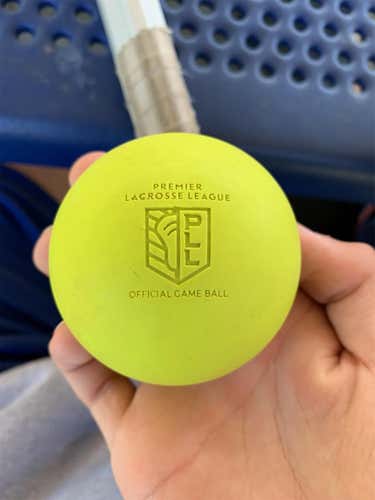 PREMIER
LACROSSE LEAGUE
PLL
OFFICIAL GAME BALL